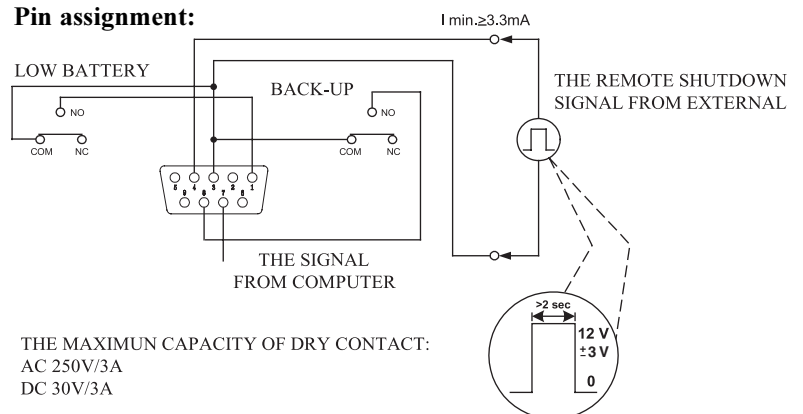 Pin assignment:
I min.≥3.3mA
LOW BATTERY
BACK-UP
THE REMOTE SHUTDOWN
SIGNAL FROM EXTERNAL
NO
NO
COM
NC
COM
NC
5
4
3
2
1
9
8
7
6
THE SIGNAL
FROM COMPUTER
>2 sec
12 V
±3 V
0
THE MAXIMUN CAPACITY OF DRY CONTACT:
AC 250V/3A
DC 30V/3A